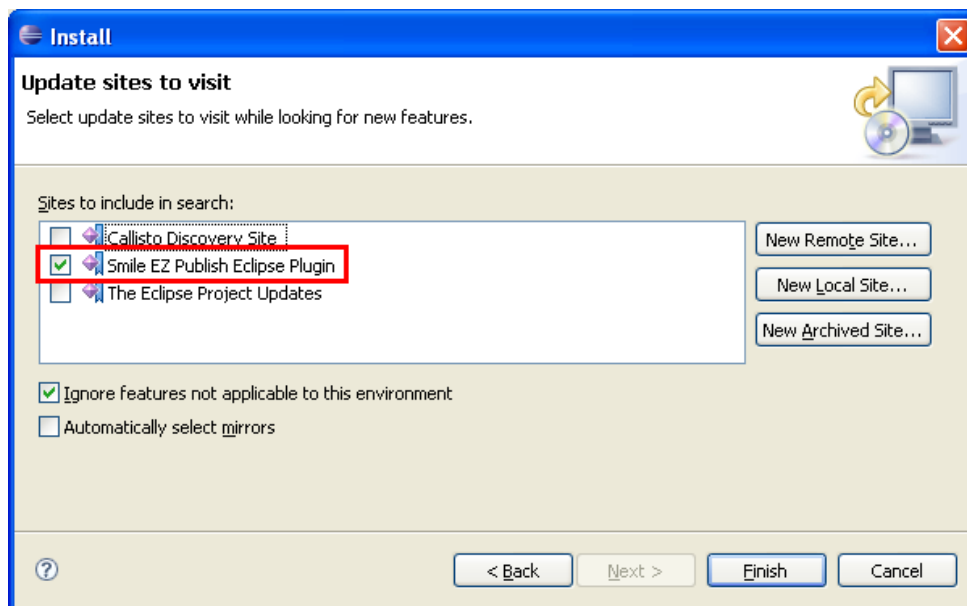 Install
Update sites to visit
Select update sites to visit while looking for new features.
Sites to include in search:
Callisto Discovery Site
Smile EZ Publish Eclipse Plugin
The Eclipse Project Updates
New Remote Site...
New Local Site...
New Archived Site...
Ignore features not applicable to this environment
Automatically select mirrors
?
< Back
Next >
Finish
Cancel